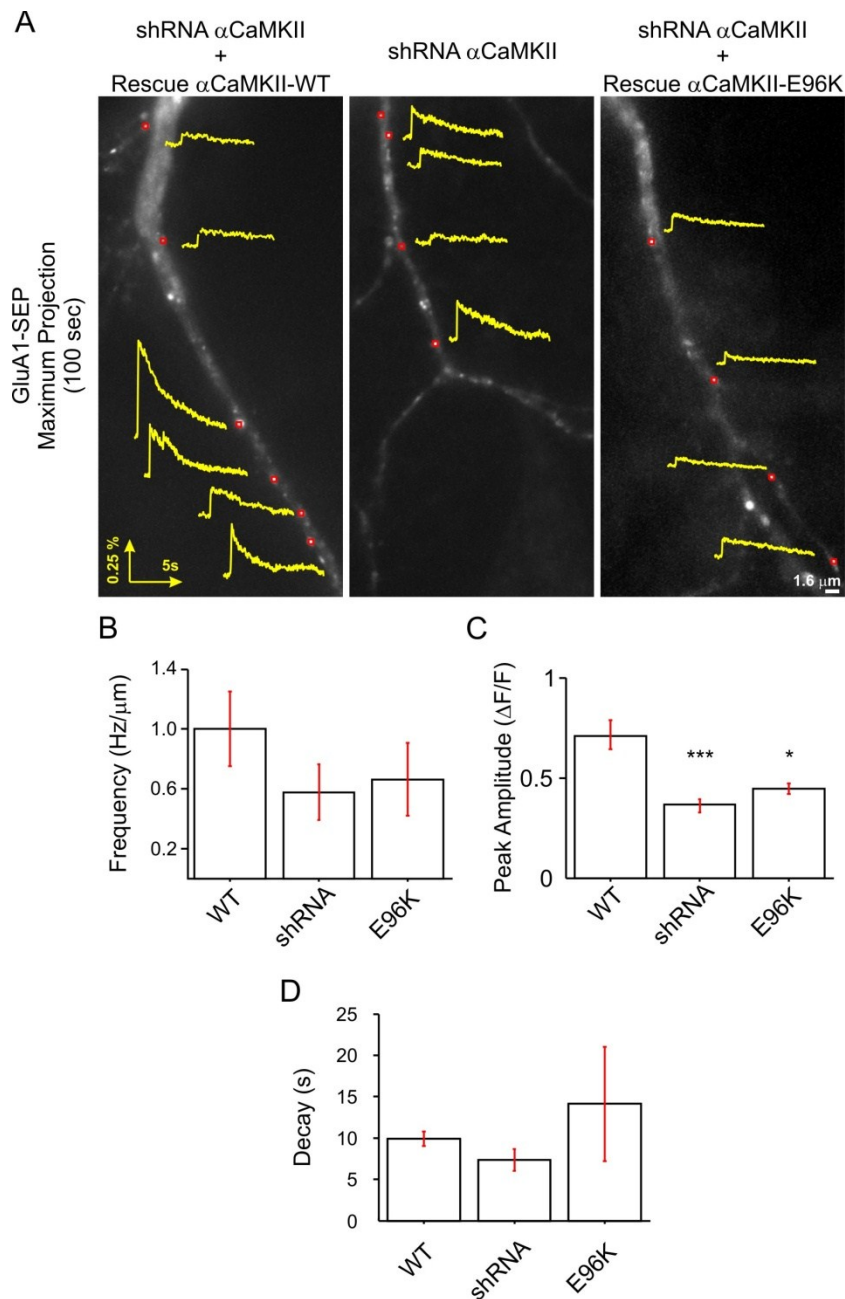 A
shRNA αCaMKII
+
Rescue αCaMKII-WT
shRNA αCaMKII
shRNA αCaMKII
+
Rescue αCaMKII-E96K
GluA1-SEP
Maximum Projection
(100 sec)
0.25 %
5s
1.6 μm
B
Frequency (Hz/μm)
1.4
1.0
0.6
0.2
WT
shRNA
E96K
C
Peak Amplitude (ΔF/F)
1
0.5
0
***
*
WT
shRNA
E96K
D
Decay (s)
25
20
15
10
5
0
WT
shRNA
E96K